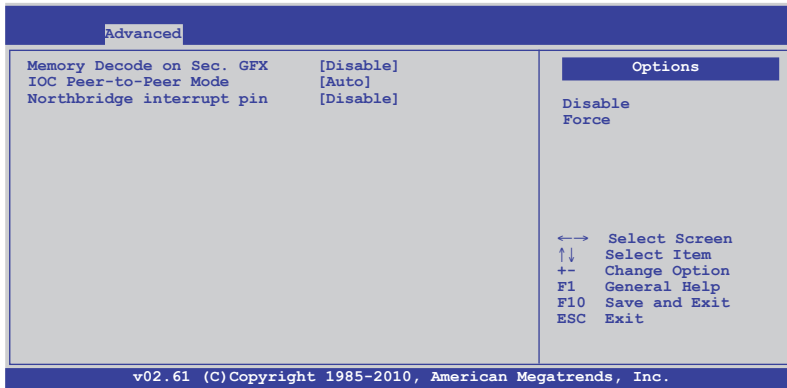 Advanced
Memory Decode on Sec. GFX [Disable]
IOC Peer-to-Peer Mode [Auto]
Northbridge interrupt pin [Disable]
Options
Disable
Force
←→ Select Screen
↑↓ Select Item
+- Change Option
F1 General Help
F10 Save and Exit
ESC Exit
v02.61 (C)Copyright 1985-2010, American Megatrends, Inc.